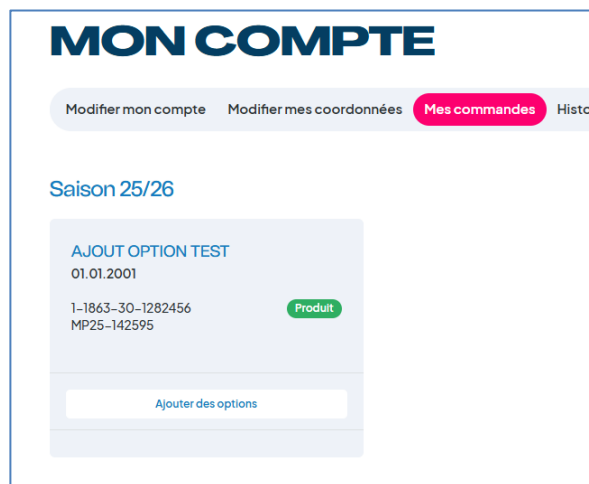 MON COMPTE
Modifier mon compte Modifier mes coordonnées Mes commandes Histo
Saison 25/26
AJOUT OPTION TEST
01.01.2001
1-1863-30-1282456 Produit
MP25-142595
Ajouter des options